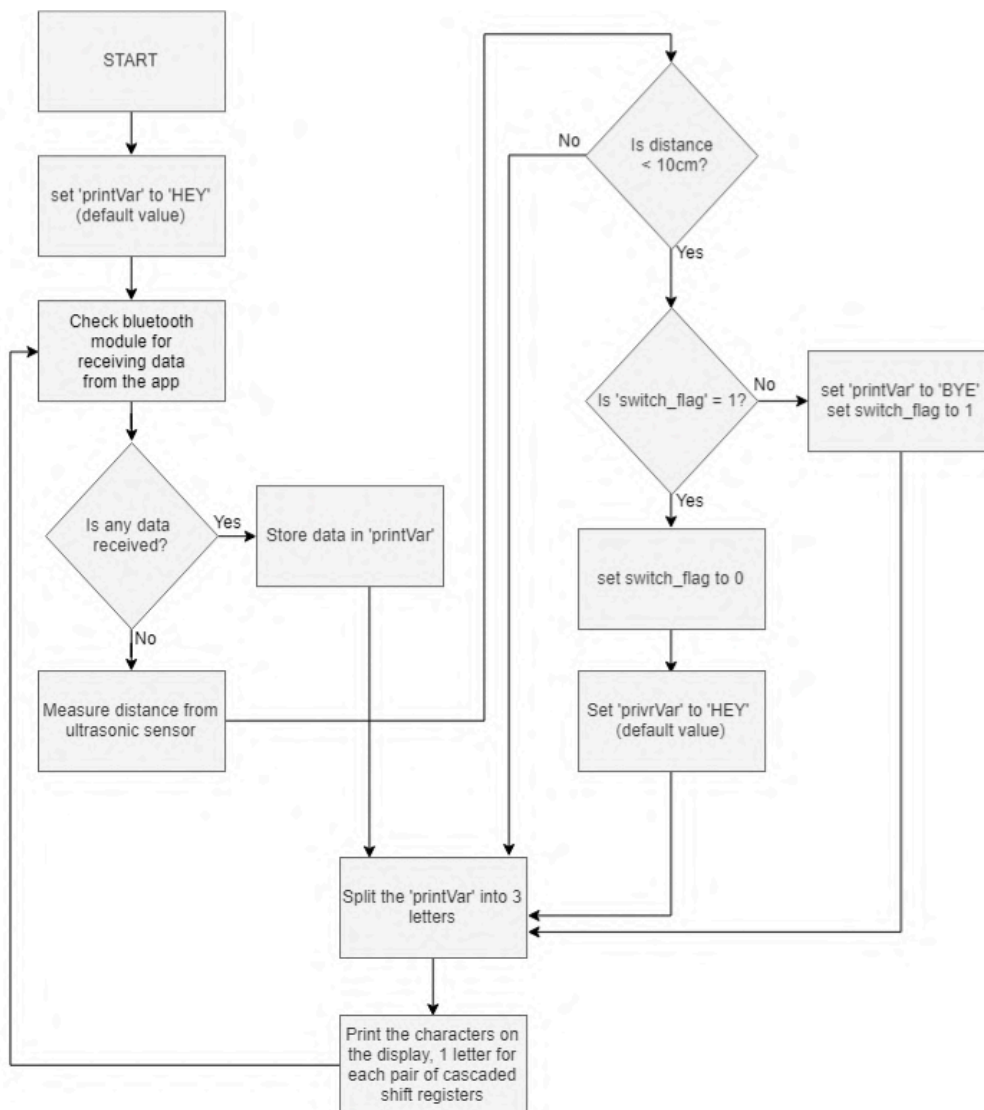 START
set 'printVar' to 'HEY'
(default value)
Check bluetooth
module for
receiving data
from the app
Is any data
received?
Yes
Store data in 'printVar'
No
Measure distance from
ultrasonic sensor
Is distance
< 10cm?
No
Yes
Is 'switch_flag' = 1?
No
set 'printVar' to 'BYE'
set switch_flag to 1
Yes
set switch_flag to 0
Set 'privrVar' to 'HEY'
(default value)
Split the 'printVar' into 3
letters
Print the characters on
the display, 1 letter for
each pair of cascaded
shift registers